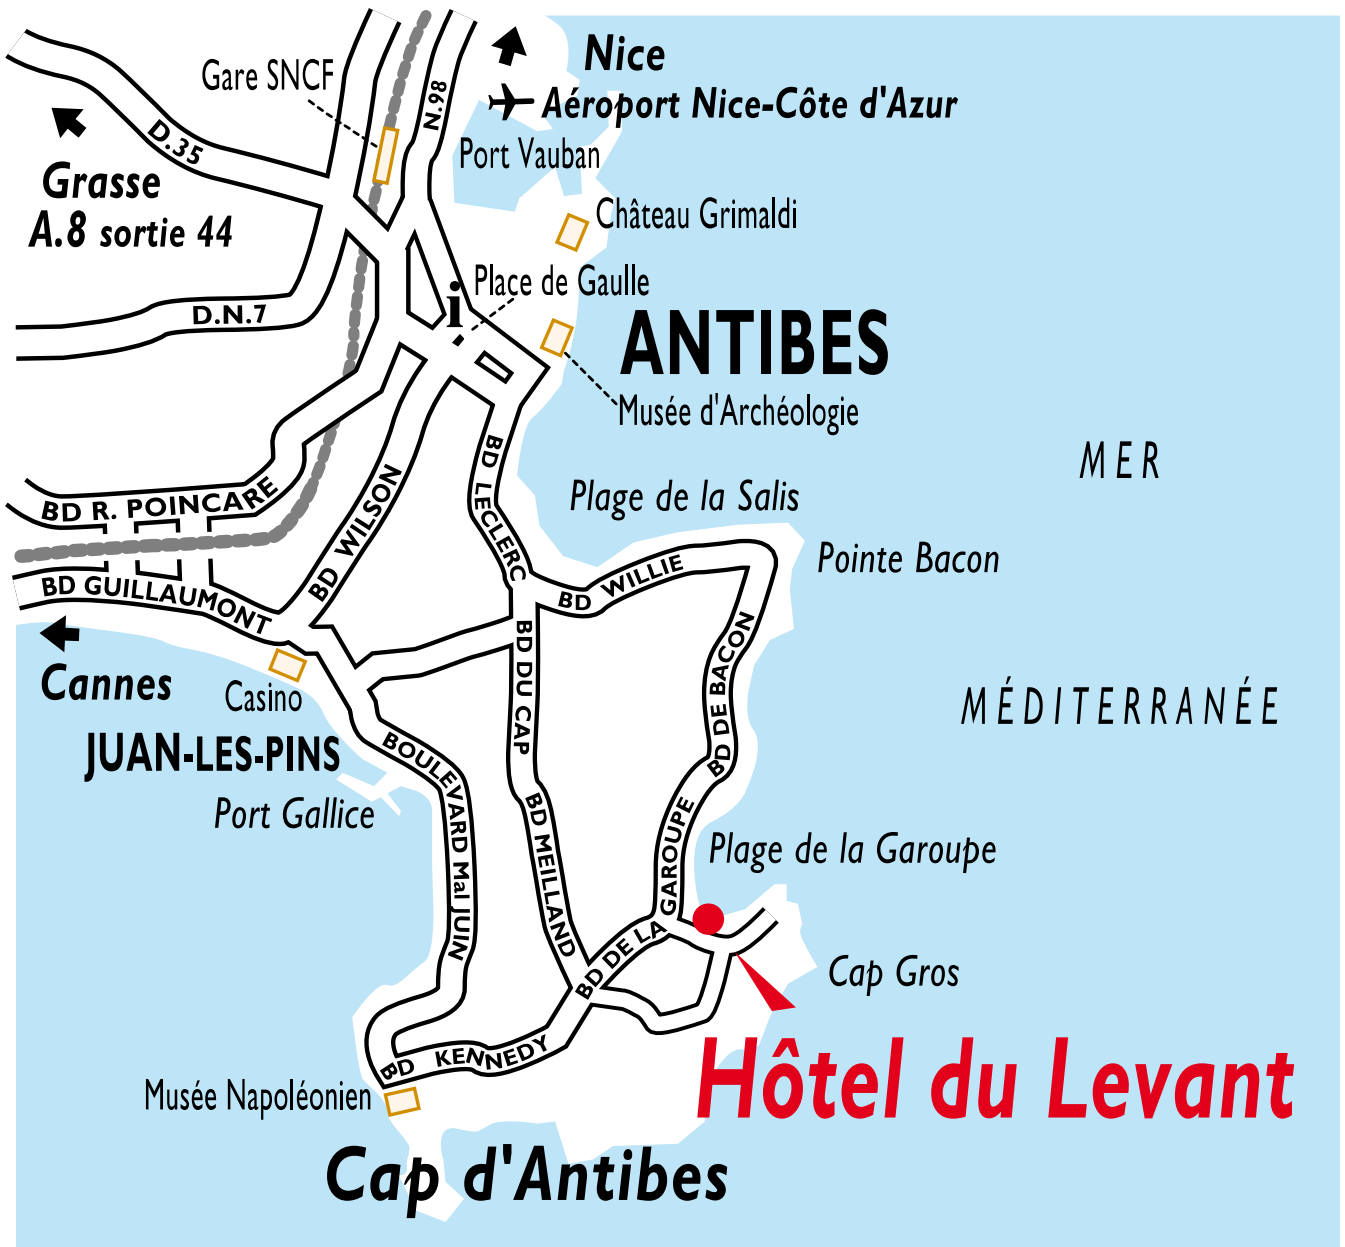 Nice
Aéroport Nice-Côte d'Azur
Gare SNCF
N.98
D.35
Port Vauban
Grasse
A.8 sortie 44
Château Grimaldi
Place de Gaulle
i
D.N.7
ANTIBES
Musée d'Archéologie
MER
BD LECLERC
BD R. POINCARE
BD WILSON
Plage de la Salis
Pointe Bacon
BD GUILLAUMONT
BD WILLIE
Cannes
Casino
BD DU CAP
BD DE BACON
MÉDITERRANÉE
JUAN-LES-PINS
BOULEVARD Mal JUIN
Port Gallice
BD MEILLAND
Plage de la Garoupe
BD DE LA GAROUPE
Cap Gros
BD KENNEDY
Hôtel du Levant
Musée Napoléonien
Cap d'Antibes